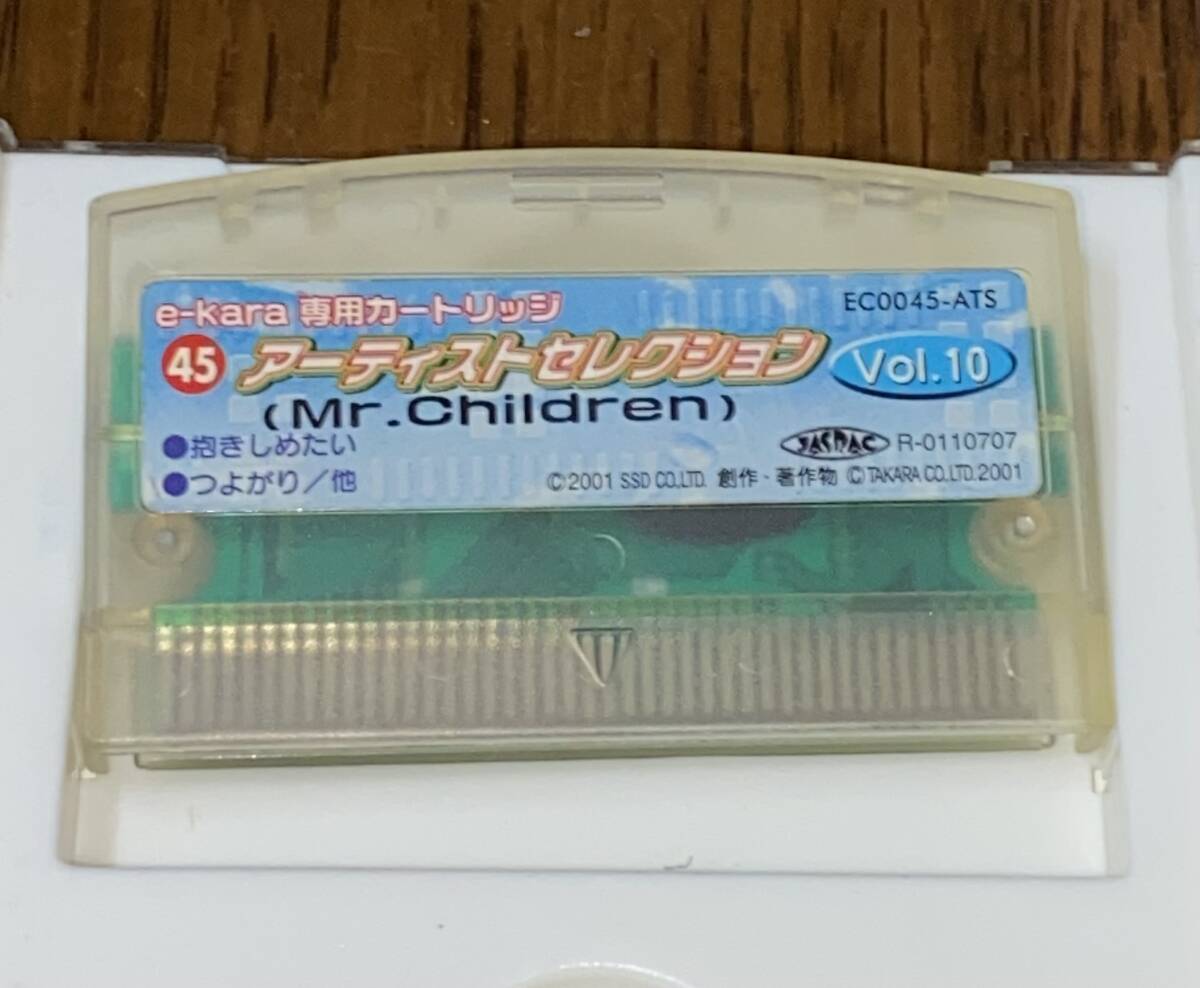 e-kara 専用カートリッジ
EC0045-ATS
45 アーティストセレクション Vol.10
(Mr.Children)
●抱きしめたい
●つよがり/他
JASRAC R-0110707
©2001 SSD CO.,LTD. 創作・著作物 ©TAKARA CO.,LTD.2001